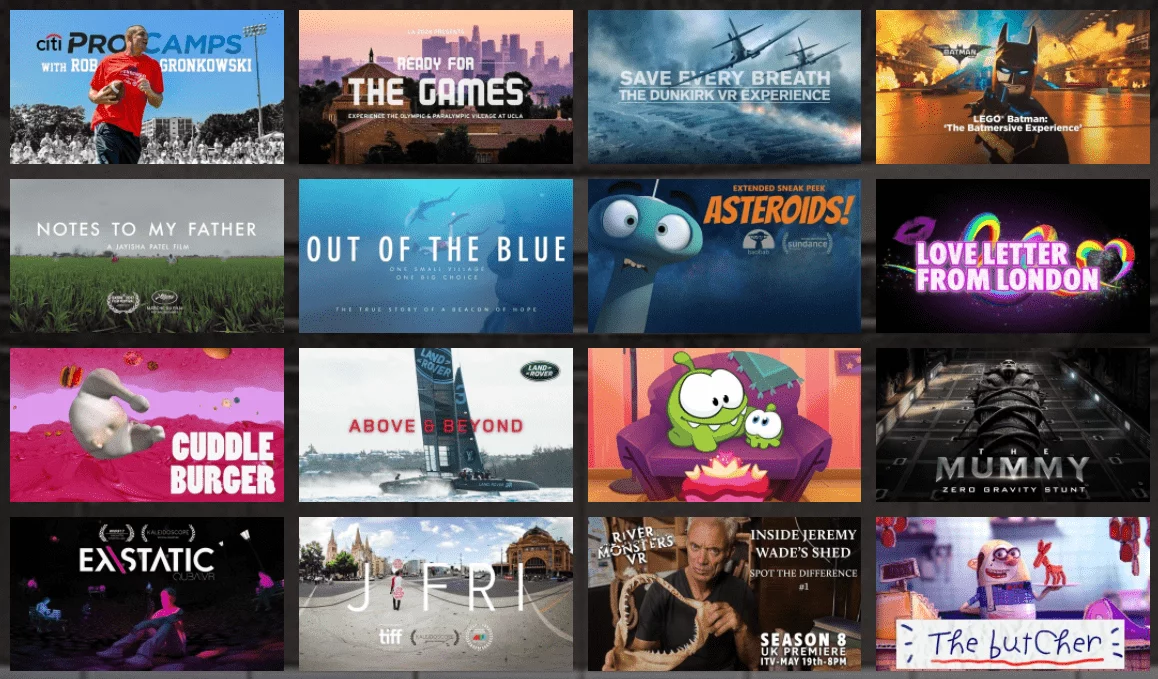 citi PRO CAMPS
WITH ROB GRONKOWSKI
LA 2024 PRESENTS
READY FOR
THE GAMES
EXPERIENCE THE OLYMPIC & PARALYMPIC VILLAGE AT UCLA
SAVE EVERY BREATH
THE DUNKIRK VR EXPERIENCE
BATMAN
LEGO® Batman:
'The Batmersive Experience'
NOTES TO MY FATHER
A JAYISHA PATEL FILM
OUT OF THE BLUE
ONE SMALL VILLAGE
ONE BIG CHOICE
THE TRUE STORY OF A BEACON OF HOPE
EXTENDED SNEAK PEEK
ASTEROIDS!
baobab
sundance
LOVE LETTER
FROM LONDON
CUDDLE
BURGER
LAND ROVER
LAND ROVER
ABOVE & BEYOND
THE
MUMMY
ZERO GRAVITY STUNT
KALEIDOSCOPE
EX\STATIC
J FRI
tiff
KALEIDOSCOPE
RIVER
MONSTERS
VR
INSIDE JEREMY
WADE'S SHED
SPOT THE DIFFERENCE
#1
SEASON 8
UK PREMIERE
ITV-MAY 19th-8PM
The butCher